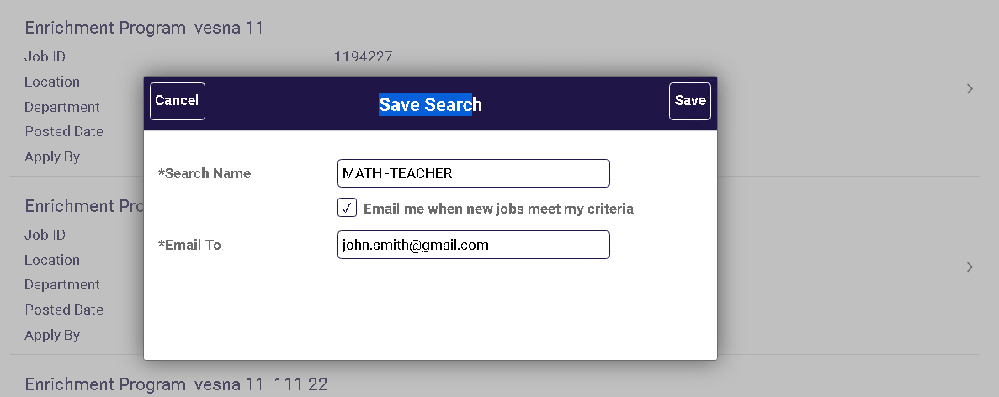 Enrichment Program vesna 11
Job ID 1194227
Location
Department
Posted Date
Apply By
Cancel Save Search Save
*Search Name MATH -TEACHER
✓ Email me when new jobs meet my criteria
*Email To john.smith@gmail.com
Enrichment Pro
Job ID
Location
Department
Posted Date
Apply By
Enrichment Program vesna 11 111 22